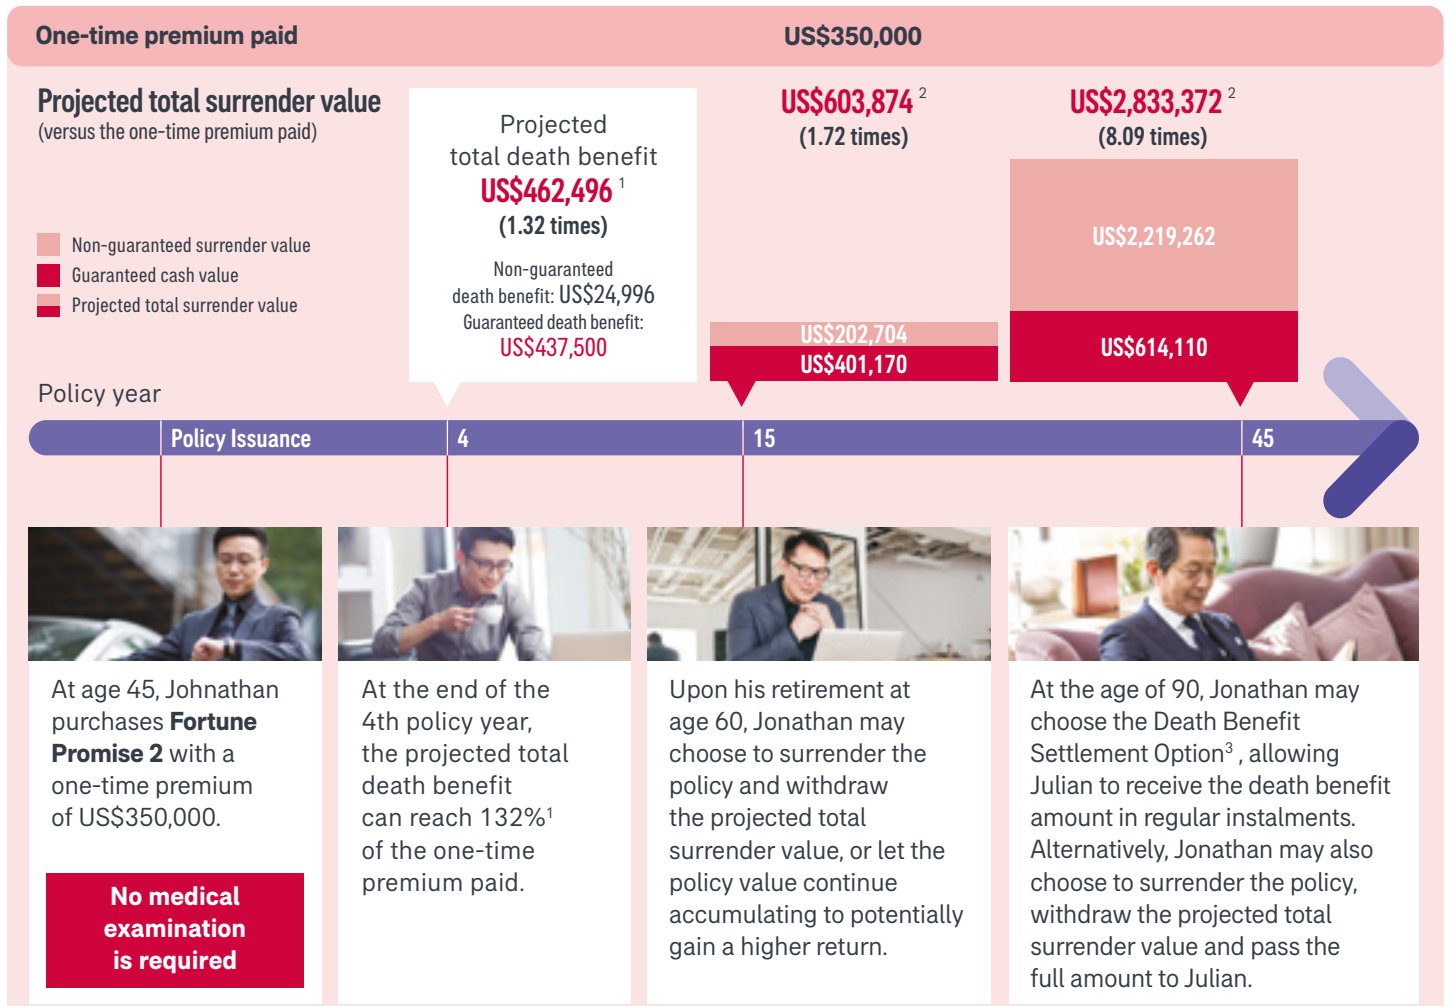 One-time premium paid
US$350,000
Projected total surrender value
(versus the one-time premium paid)
Non-guaranteed surrender value
Guaranteed cash value
Projected total surrender value
Projected
total death benefit
US$462,496 1
(1.32 times)
Non-guaranteed
death benefit: US$24,996
Guaranteed death benefit:
US$437,500
US$603,874 2
(1.72 times)
US$202,704
US$401,170
US$2,833,372 2
(8.09 times)
US$2,219,262
US$614,110
Policy year
Policy Issuance
4
15
45
At age 45, Johnathan
purchases Fortune
Promise 2 with a
one-time premium
of US$350,000.
No medical
examination
is required
At the end of the
4th policy year,
the projected total
death benefit
can reach 132%1
of the one-time
premium paid.
Upon his retirement at
age 60, Jonathan may
choose to surrender the
policy and withdraw
the projected total
surrender value, or let the
policy value continue
accumulating to potentially
gain a higher return.
At the age of 90, Jonathan may
choose the Death Benefit
Settlement Option3 , allowing
Julian to receive the death benefit
amount in regular instalments.
Alternatively, Jonathan may also
choose to surrender the policy,
withdraw the projected total
surrender value and pass the
full amount to Julian.